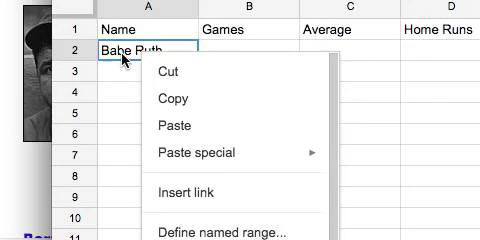 A B C D
1 Name Games Average Home Runs
2 Babe Ruth
3 Cut
4 Copy
5 Paste
6
7 Paste special ►
8
9 Insert link
10
11 Define named range...